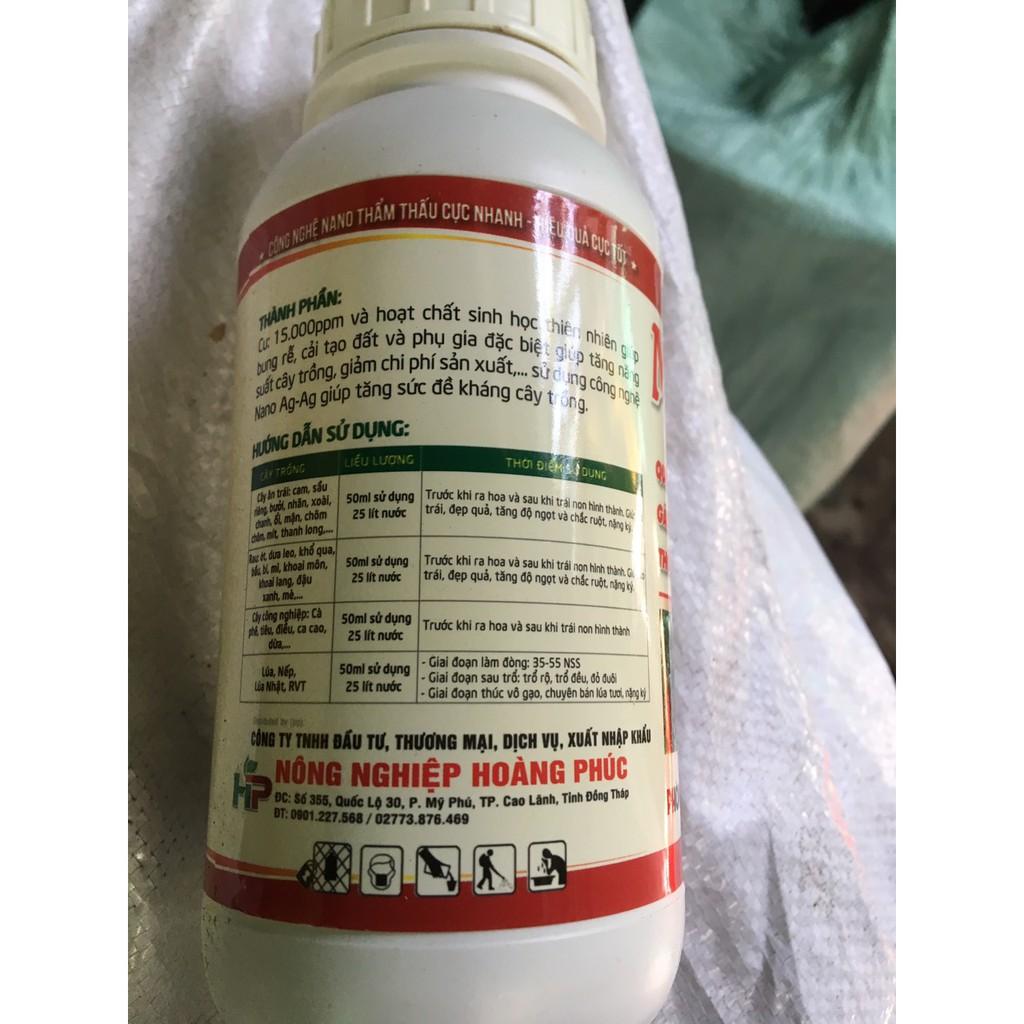 CÔNG NGHỆ NANO THẨM THẤU CỰC NHANH - HIỆU QUẢ CỰC TỐT
THÀNH PHẦN:
Cu: 15.000ppm và hoạt chất sinh học thiên nhiên giúp
bung rễ, cải tạo đất và phụ gia đặc biệt giúp tăng năng
suất cây trồng, giảm chi phí sản xuất,... sử dụng công nghệ
Nano Ag-Ag giúp tăng sức đề kháng cây trồng.
HƯỚNG DẪN SỬ DỤNG:
CÂY TRỒNG LIỀU LƯỢNG THỜI ĐIỂM SỬ DỤNG
Cây ăn trái: cam, sầu
riêng, bưởi, nhãn, xoài,
chanh, ổi, mận, chôm
chôm, mít, thanh long,...
50ml sử dụng
25 lít nước
Trước khi ra hoa và sau khi trái non hình thành.
trái, đẹp quả, tăng độ ngọt và chắc ruột, nặng ký.
Rau: ớt, dưa leo, khổ qua,
bầu, bí, mì, khoai môn,
khoai lang, đậu
xanh, mè,...
50ml sử dụng
25 lít nước
Trước khi ra hoa và sau khi trái non hình thành.
trái, đẹp quả, tăng độ ngọt và chắc ruột, nặng ký.
Cây công nghiệp: Cà
phê, tiêu, điều, ca cao,
dừa,...
50ml sử dụng
25 lít nước
Trước khi ra hoa và sau khi trái non hình thành
Lúa, Nếp,
Lúa Nhật, RVT
50ml sử dụng
25 lít nước
- Giai đoạn làm đòng: 35-55 NSS
- Giai đoạn sau trổ: trổ rộ, trổ đều, đỏ đuôi
- Giai đoạn thúc vô gạo, chuyên bán lúa tươi, nặng ký
Distributed by
CÔNG TY TNHH ĐẦU TƯ, THƯƠNG MẠI, DỊCH VỤ, XUẤT NHẬP KHẨU
HP NÔNG NGHIỆP HOÀNG PHÚC
ĐC: Số 355, Quốc Lộ 30, P. Mỹ Phú, TP. Cao Lãnh, Tỉnh Đồng Tháp
ĐT: 0901.227.568 / 02773.876.469